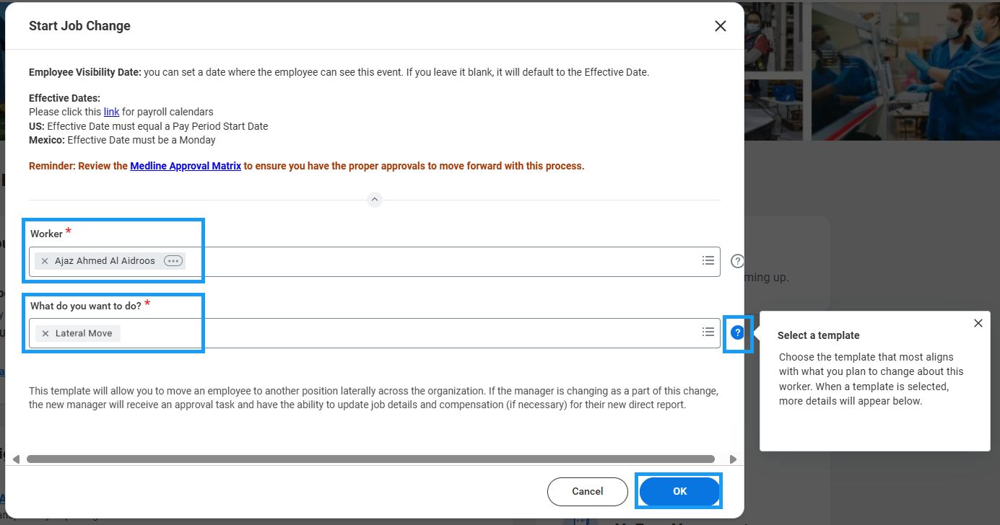 Start Job Change
Employee Visibility Date: you can set a date where the employee can see this event. If you leave it blank, it will default to the Effective Date.
Effective Dates:
Please click this link for payroll calendars
US: Effective Date must equal a Pay Period Start Date
Mexico: Effective Date must be a Monday
Reminder: Review the Medline Approval Matrix to ensure you have the proper approvals to move forward with this process.
Worker *
Ajaz Ahmed Al Aidroos
?
ming up.
What do you want to do? *
Lateral Move
?
Select a template
Choose the template that most aligns
with what you plan to change about this
worker. When a template is selected,
more details will appear below.
This template will allow you to move an employee to another position laterally across the organization. If the manager is changing as a part of this change,
the new manager will receive an approval task and have the ability to update job details and compensation (if necessary) for their new direct report.
Cancel
OK